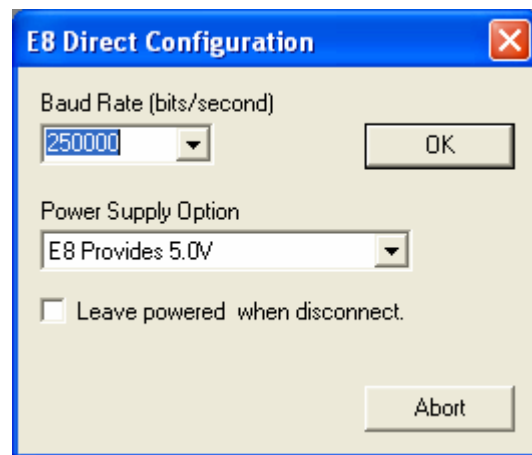 E8 Direct Configuration
Baud Rate (bits/second)
250000
OK
Power Supply Option
E8 Provides 5.0V
Leave powered when disconnect.
Abort